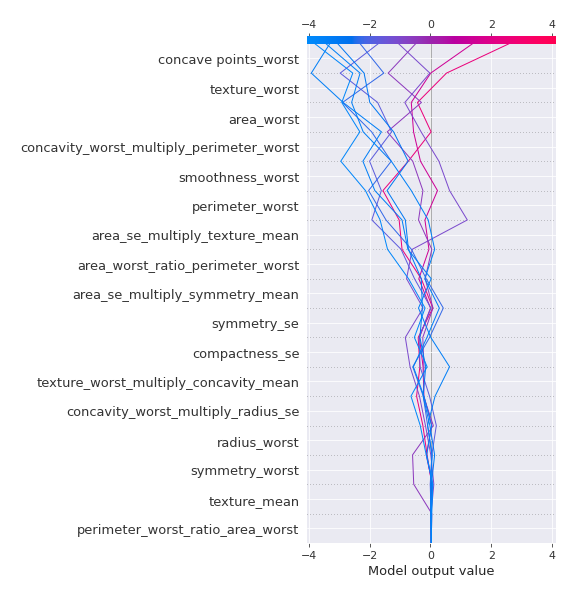 −4 −2 0 2 4
concave points_worst
texture_worst
area_worst
concavity_worst_multiply_perimeter_worst
smoothness_worst
perimeter_worst
area_se_multiply_texture_mean
area_worst_ratio_perimeter_worst
area_se_multiply_symmetry_mean
symmetry_se
compactness_se
texture_worst_multiply_concavity_mean
concavity_worst_multiply_radius_se
radius_worst
symmetry_worst
texture_mean
perimeter_worst_ratio_area_worst
−4 −2 0 2 4
Model output value